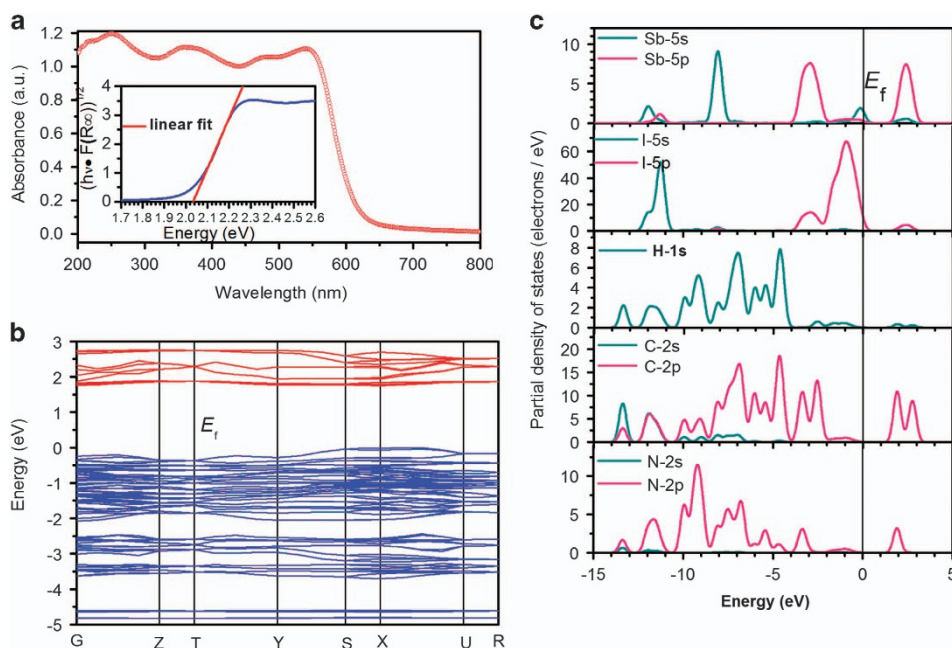 a
1.2
1.0
0.8
0.6
0.4
0.2
0.0
Absorbance (a.u.)
200 300 400 500 600 700 800
Wavelength (nm)
4
3
2
1
0
(hν• F(R∞))^1/2
linear fit
1.7 1.8 1.9 2.0 2.1 2.2 2.3 2.4 2.5 2.6
Energy (eV)
b
3
2
1
0
-1
-2
-3
-4
-5
Energy (eV)
E_f
G Z T Y S X U R
c
Partial density of states (electrons / eV)
10
5
0
Sb-5s
Sb-5p
E_f
60
40
20
0
I-5s
I-5p
8
6
4
2
0
H-1s
20
15
10
5
0
C-2s
C-2p
10
5
0
N-2s
N-2p
-15 -10 -5 0 5
Energy (eV)